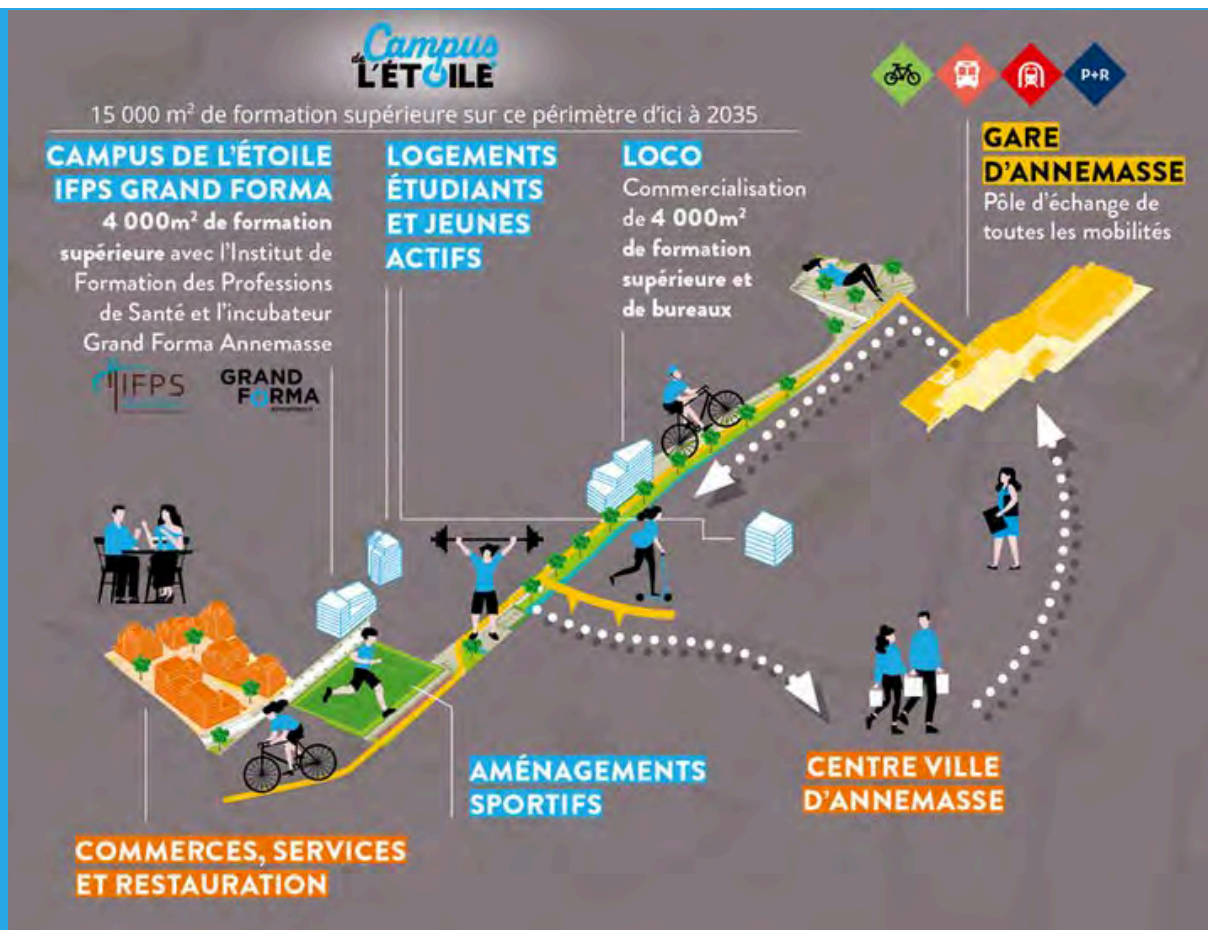 Campus
de L'ÉTOILE
15 000 m² de formation supérieure sur ce périmètre d'ici à 2035
CAMPUS DE L'ÉTOILE
IFPS GRAND FORMA
4 000m² de formation
supérieure avec l'Institut de
Formation des Professions
de Santé et l'incubateur
Grand Forma Annemasse
IFPS
GRAND
FORMA
LOGEMENTS
ÉTUDIANTS
ET JEUNES
ACTIFS
LOCO
Commercialisation
de 4 000m²
de formation
supérieure et
de bureaux
P+R
GARE
D'ANNEMASSE
Pôle d'échange de
toutes les mobilités
AMÉNAGEMENTS
SPORTIFS
CENTRE VILLE
D'ANNEMASSE
COMMERCES, SERVICES
ET RESTAURATION